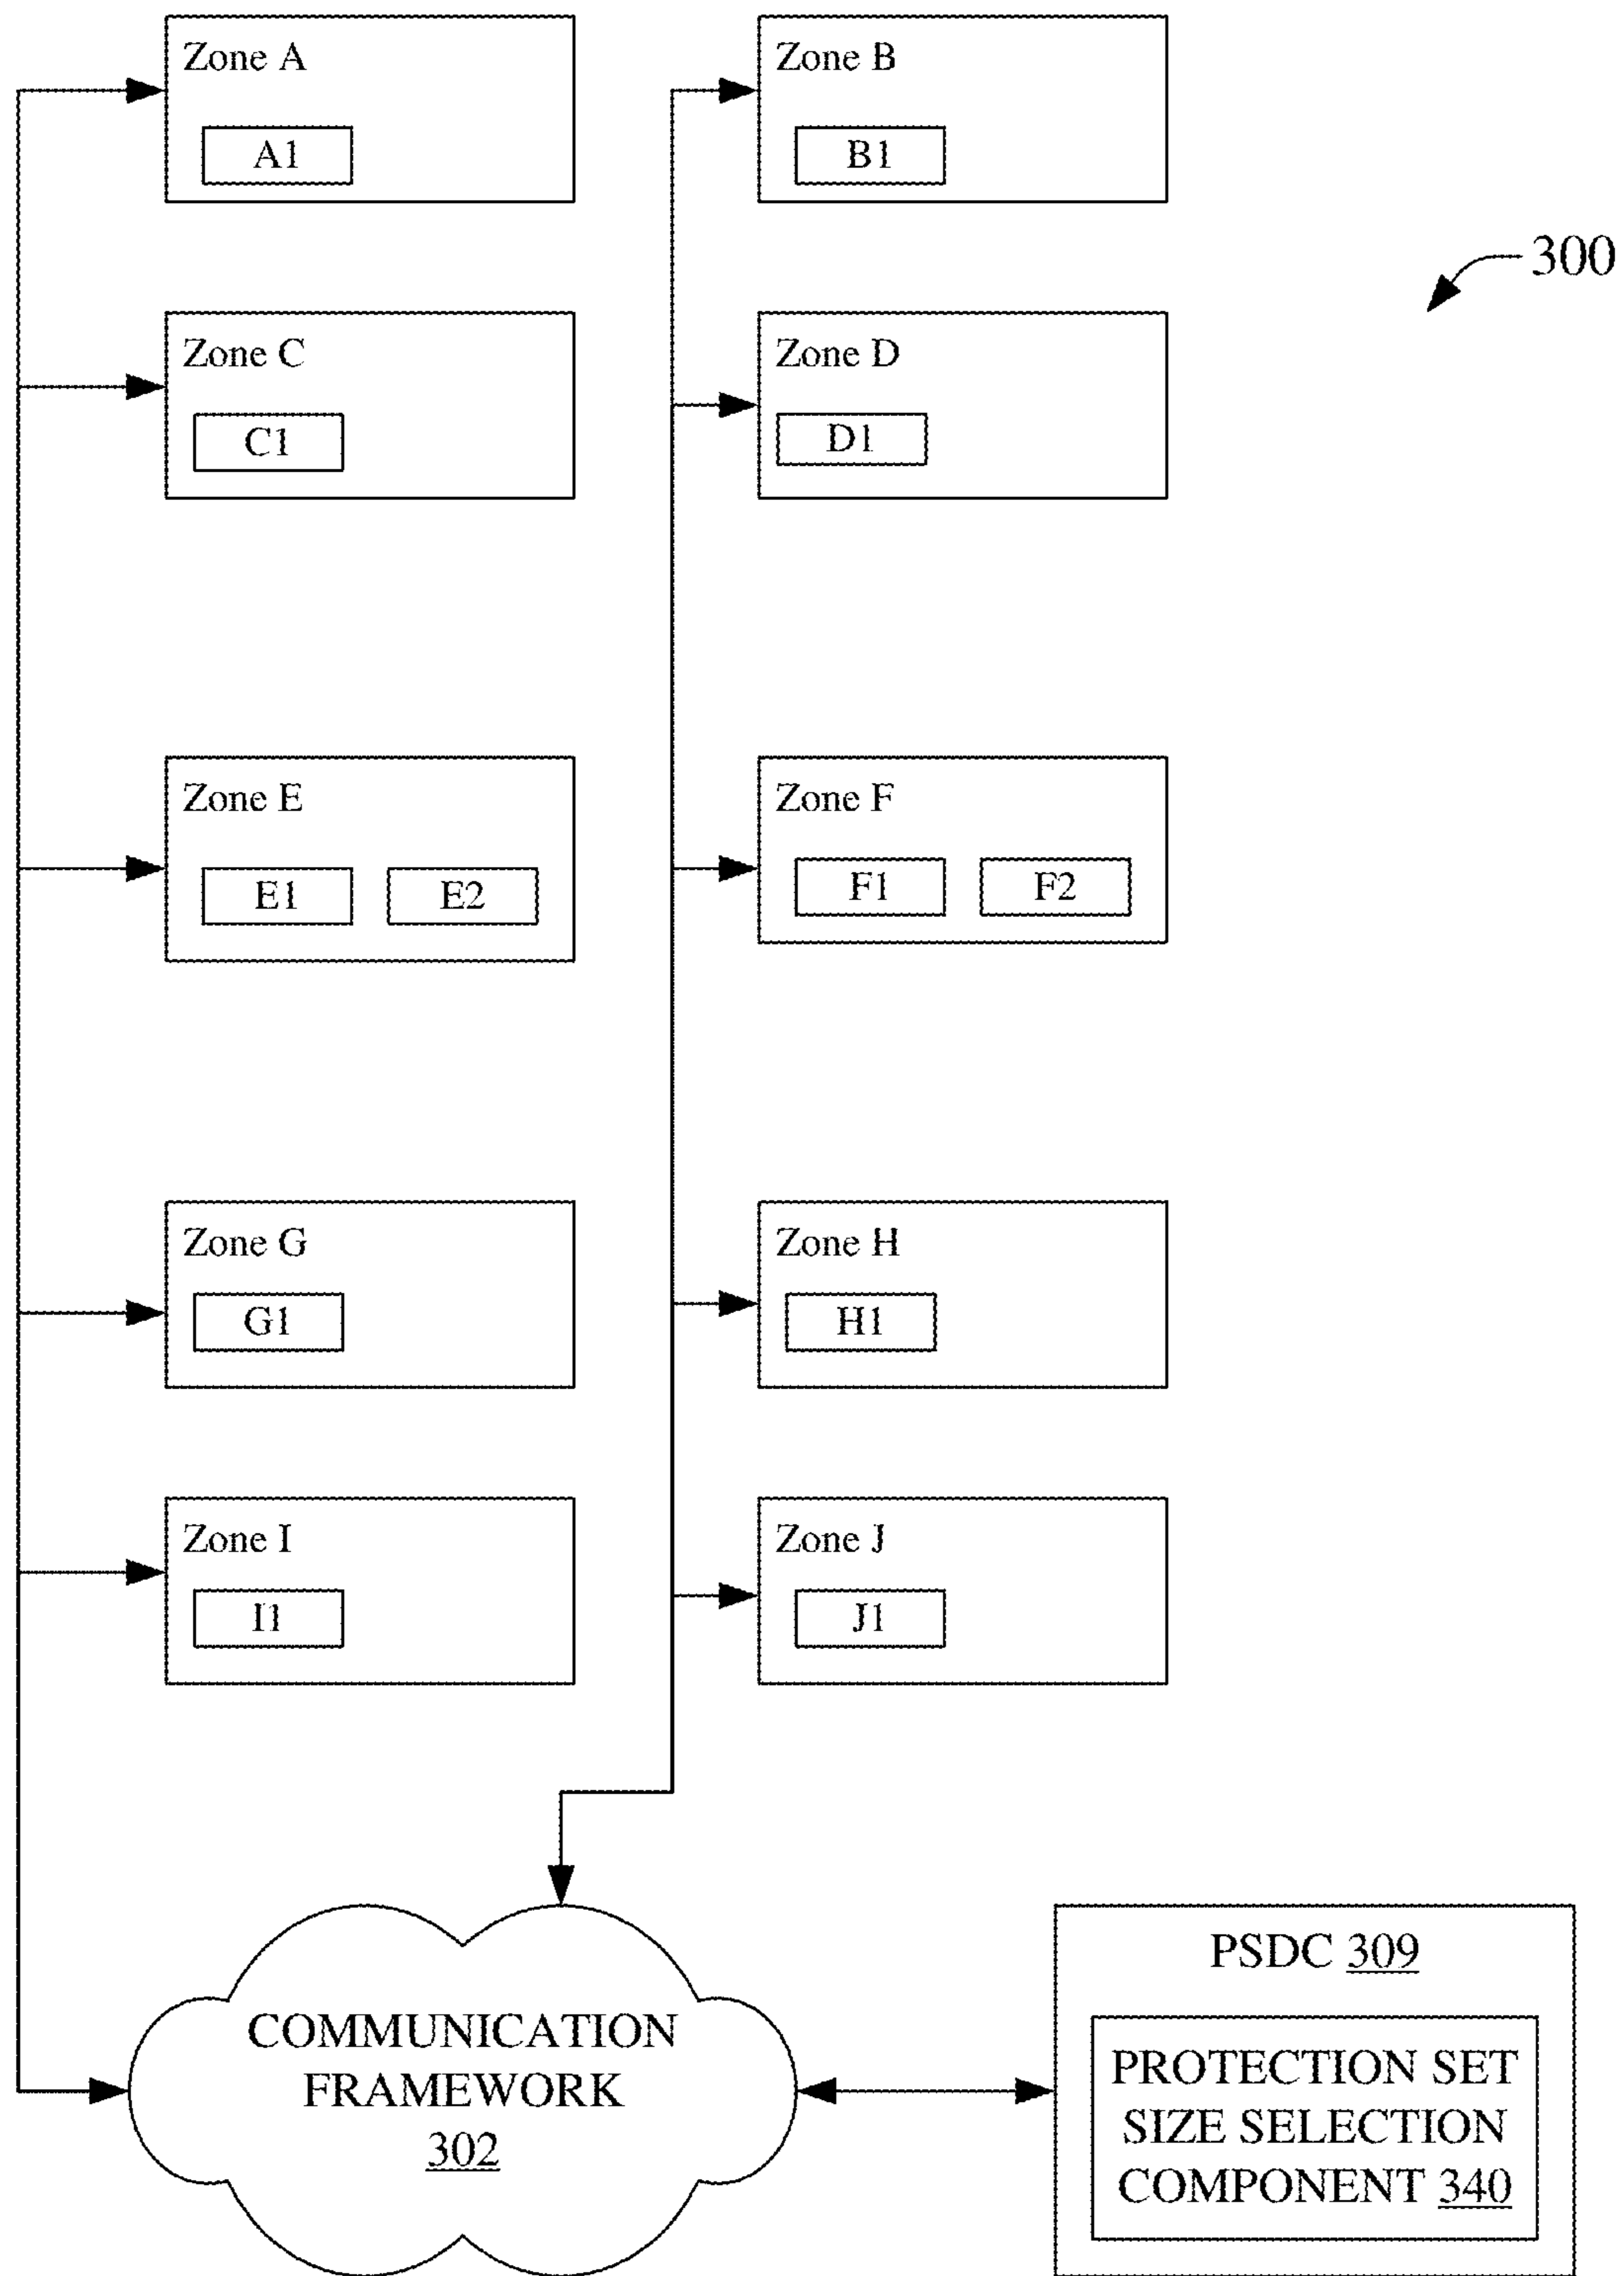 Zone A
A1
Zone B
B1
300
Zone C
C1
Zone D
D1
Zone E
E1 E2
Zone F
F1 F2
Zone G
G1
Zone H
H1
Zone I
I1
Zone J
J1
COMMUNICATION
FRAMEWORK
302
PSDC 309
PROTECTION SET
SIZE SELECTION
COMPONENT 340